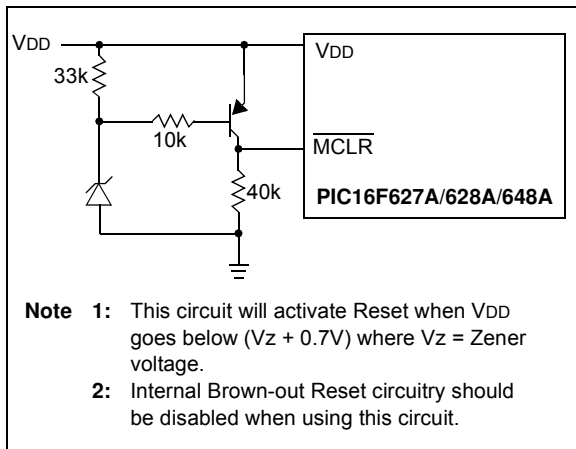 VDD
VDD
33k
10k
MCLR
40k
PIC16F627A/628A/648A
Note 1: This circuit will activate Reset when VDD
goes below (Vz + 0.7V) where Vz = Zener
voltage.
2: Internal Brown-out Reset circuitry should
be disabled when using this circuit.